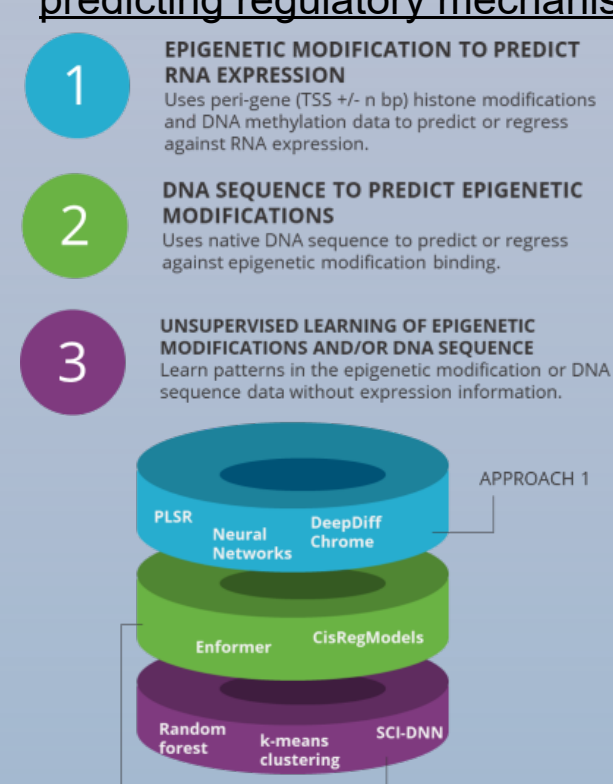 predicting regulatory mechanis
1
EPIGENETIC MODIFICATION TO PREDICT
RNA EXPRESSION
Uses peri-gene (TSS +/- n bp) histone modifications
and DNA methylation data to predict or regress
against RNA expression.
2
DNA SEQUENCE TO PREDICT EPIGENETIC
MODIFICATIONS
Uses native DNA sequence to predict or regress
against epigenetic modification binding.
3
UNSUPERVISED LEARNING OF EPIGENETIC
MODIFICATIONS AND/OR DNA SEQUENCE
Learn patterns in the epigenetic modification or DNA
sequence data without expression information.
APPROACH 1
PLSR
Neural
Networks
DeepDiff
Chrome
Enformer
CisRegModels
Random
forest
k-means
clustering
SCI-DNN